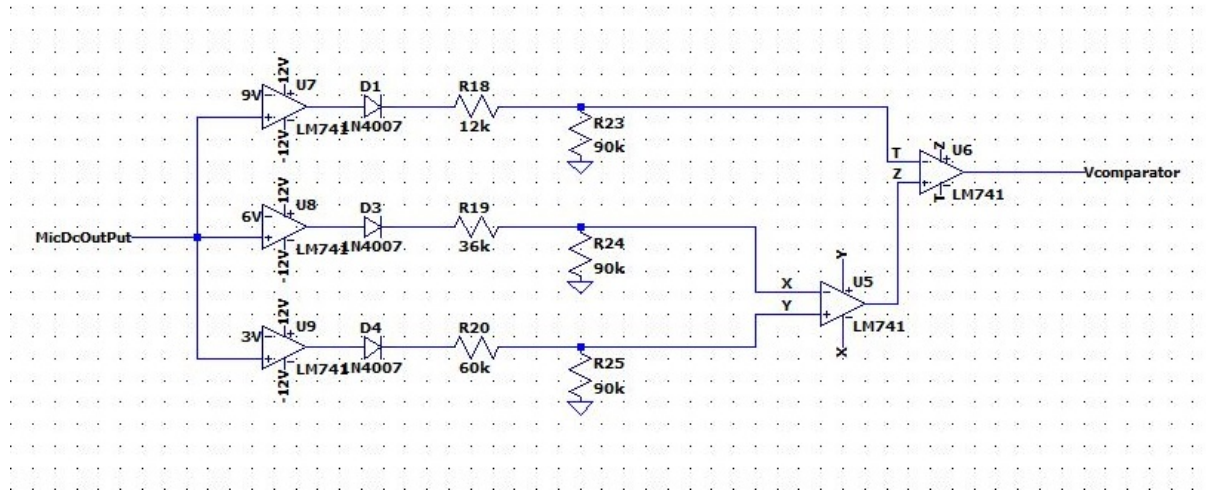 12V
U7
D1
R18
9V
LM741
1N4007
12k
-12V
R23
90k
12V
U8
D3
R19
6V
LM741
1N4007
36k
-12V
R24
90k
MicDcOutPut
12V
U9
D4
R20
3V
LM741
1N4007
60k
-12V
R25
90k
X
Y
Y
U5
LM741
X
T
Z
Z
U6
LM741
T
Vcomparator